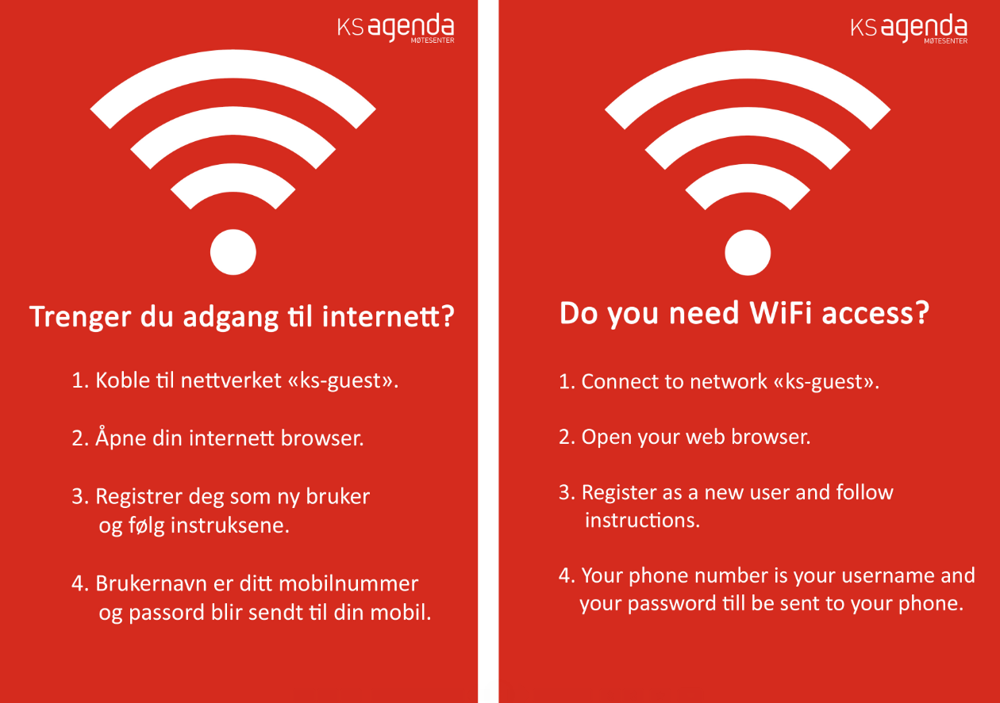 KS agenda
MØTESENTER
Trenger du adgang til internett?
1. Koble til nettverket «ks-guest».
2. Åpne din internett browser.
3. Registrer deg som ny bruker
og følg instruksene.
4. Brukernavn er ditt mobilnummer
og passord blir sendt til din mobil.
KS agenda
MØTESENTER
Do you need WiFi access?
1. Connect to network «ks-guest».
2. Open your web browser.
3. Register as a new user and follow
instructions.
4. Your phone number is your username and
your password till be sent to your phone.